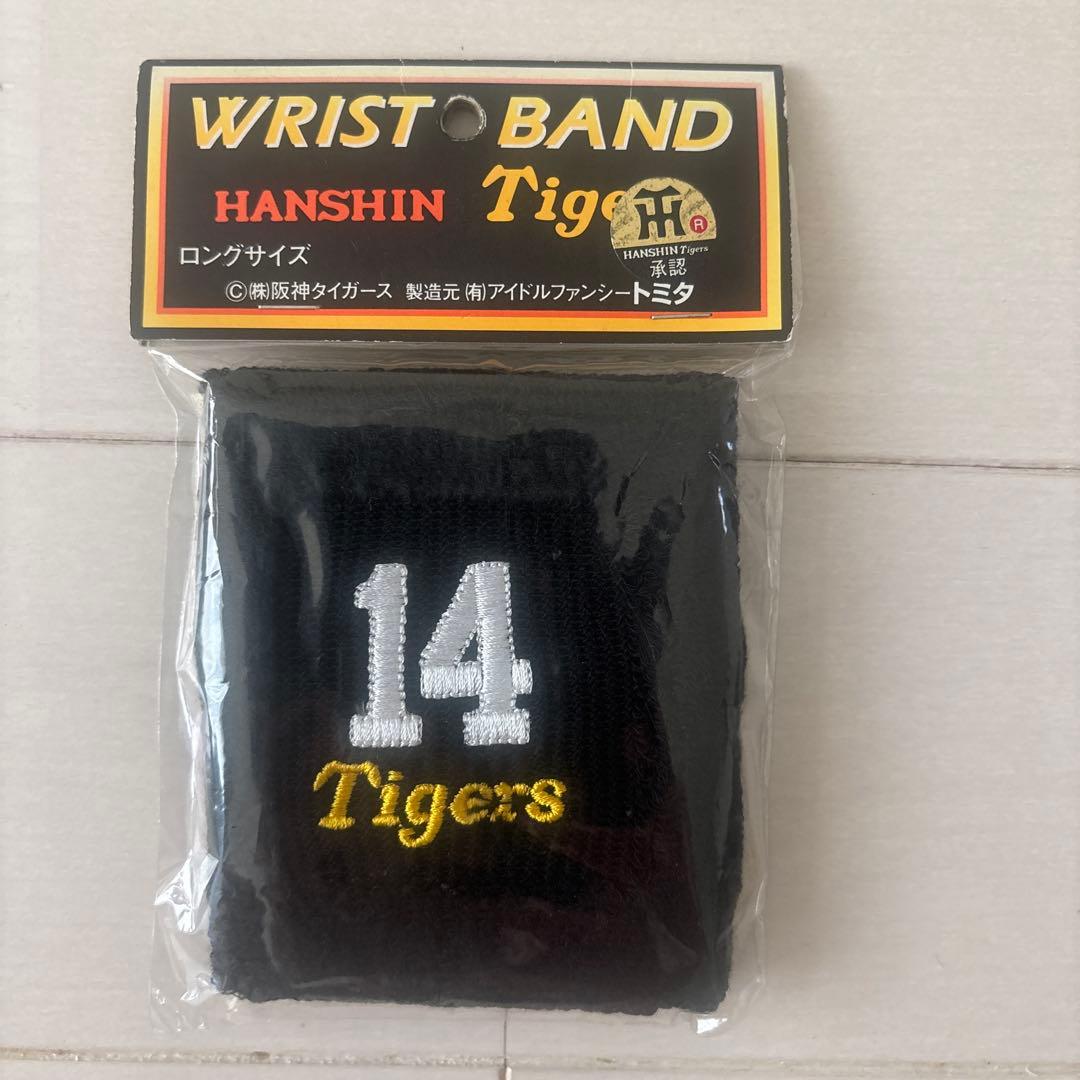 WRIST BAND
HANSHIN Tige
HANSHIN Tigers
承認
R
ロングサイズ
©㈱阪神タイガース 製造元㈲アイドルファンシートミタ
14
Tigers